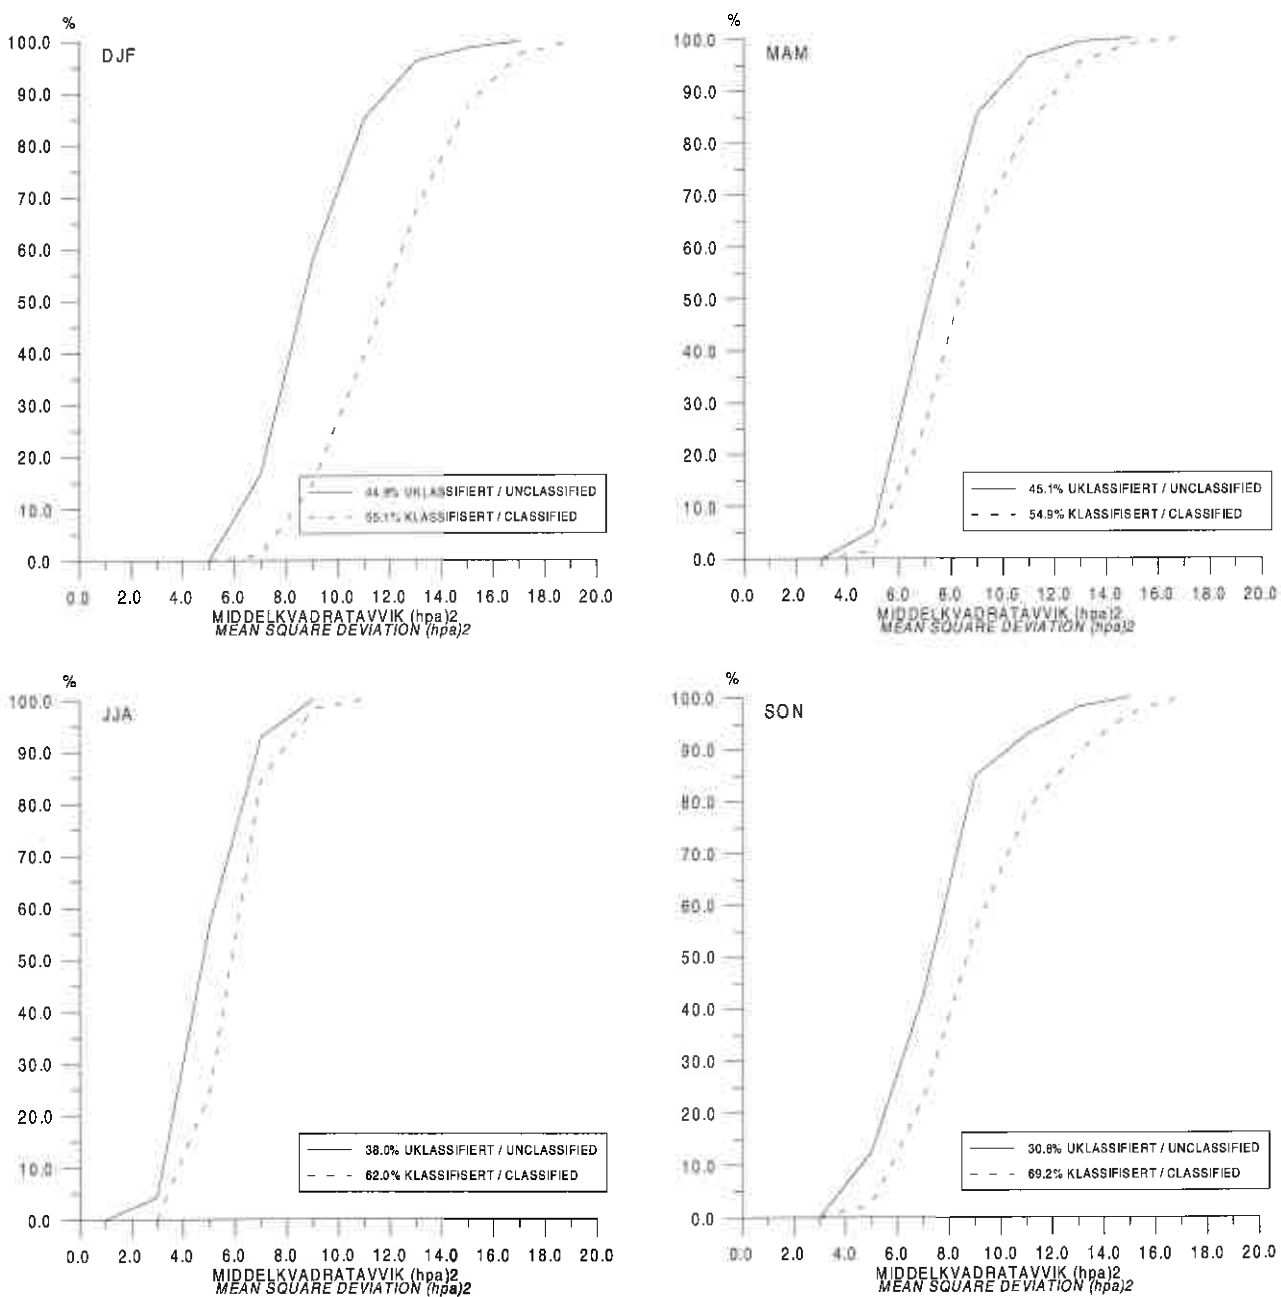 %
DJF
100.0
90.0
80.0
70.0
60.0
50.0
40.0
30.0
20.0
10.0
0.0
44.9% UKLASSIFIERT / UNCLASSIFIED
55.1% KLASSIFISERT / CLASSIFIED
0.0 2.0 4.0 6.0 8.0 10.0 12.0 14.0 16.0 18.0 20.0
MIDDELKVADRATAVVIK (hpa)2
MEAN SQUARE DEVIATION (hpa)2
%
MAM
100.0
90.0
80.0
70.0
60.0
50.0
40.0
30.0
20.0
10.0
0.0
45.1% UKLASSIFIERT / UNCLASSIFIED
54.9% KLASSIFISERT / CLASSIFIED
0.0 2.0 4.0 6.0 8.0 10.0 12.0 14.0 16.0 18.0 20.0
MIDDELKVADRATAVVIK (hpa)2
MEAN SQUARE DEVIATION (hpa)2
%
JJA
100.0
90.0
80.0
70.0
60.0
50.0
40.0
30.0
20.0
10.0
0.0
38.0% UKLASSIFIERT / UNCLASSIFIED
62.0% KLASSIFISERT / CLASSIFIED
0.0 2.0 4.0 6.0 8.0 10.0 12.0 14.0 16.0 18.0 20.0
MIDDELKVADRATAVVIK (hpa)2
MEAN SQUARE DEVIATION (hpa)2
%
SON
100.0
90.0
80.0
70.0
60.0
50.0
40.0
30.0
20.0
10.0
0.0
30.8% UKLASSIFIERT / UNCLASSIFIED
69.2% KLASSIFISERT / CLASSIFIED
0.0 2.0 4.0 6.0 8.0 10.0 12.0 14.0 16.0 18.0 20.0
MIDDELKVADRATAVVIK (hpa)2
MEAN SQUARE DEVIATION (hpa)2